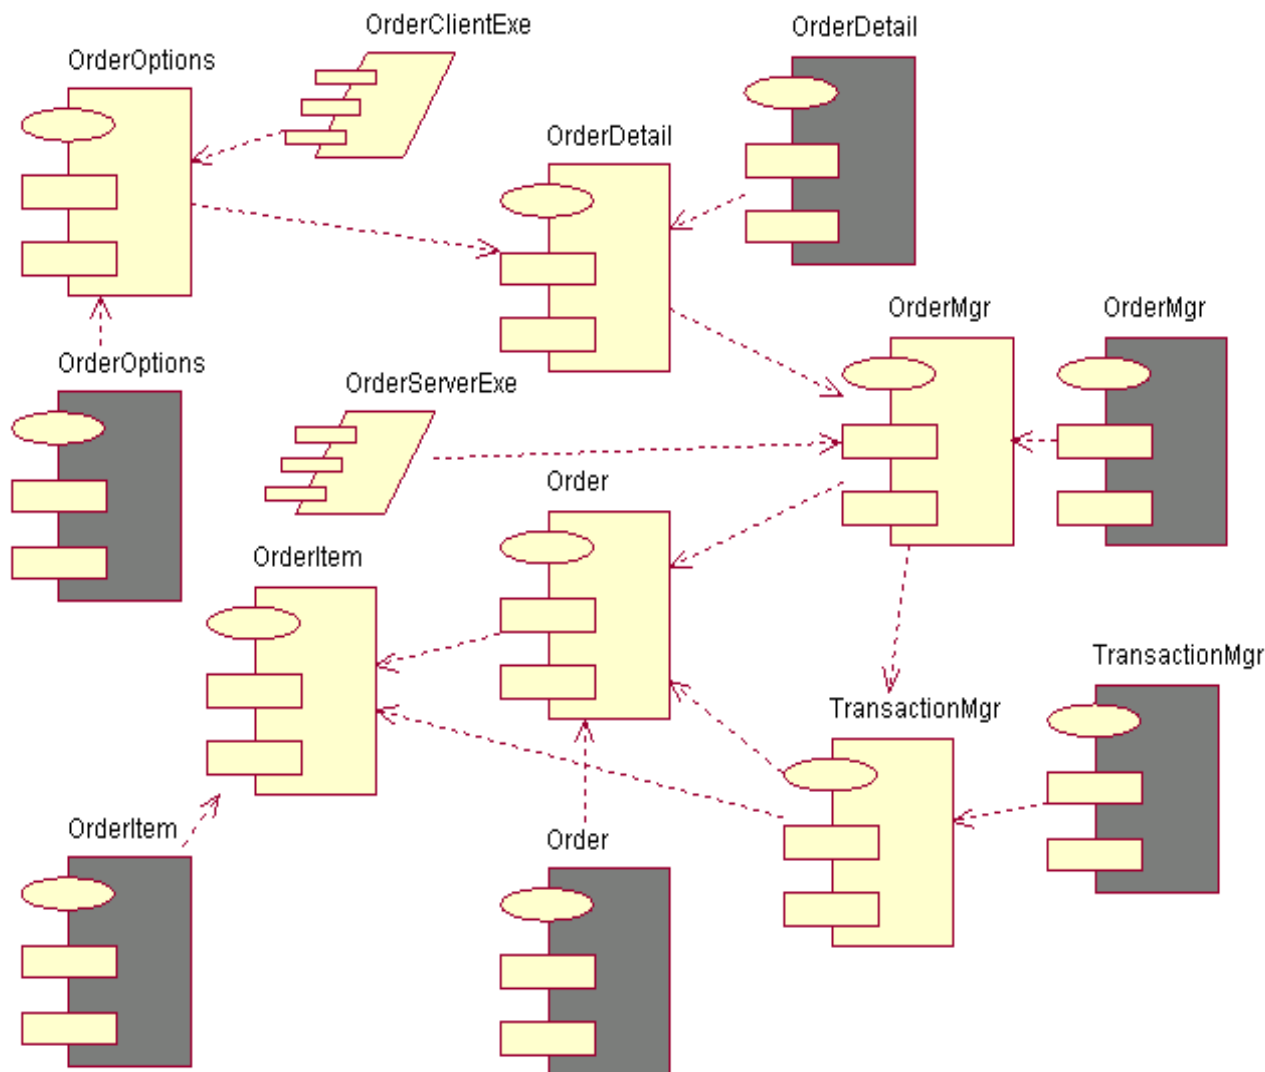 OrderClientExe
OrderDetail
OrderOptions
OrderDetail
OrderMgr
OrderMgr
OrderOptions
OrderServerExe
Order
OrderItem
TransactionMgr
TransactionMgr
OrderItem
Order